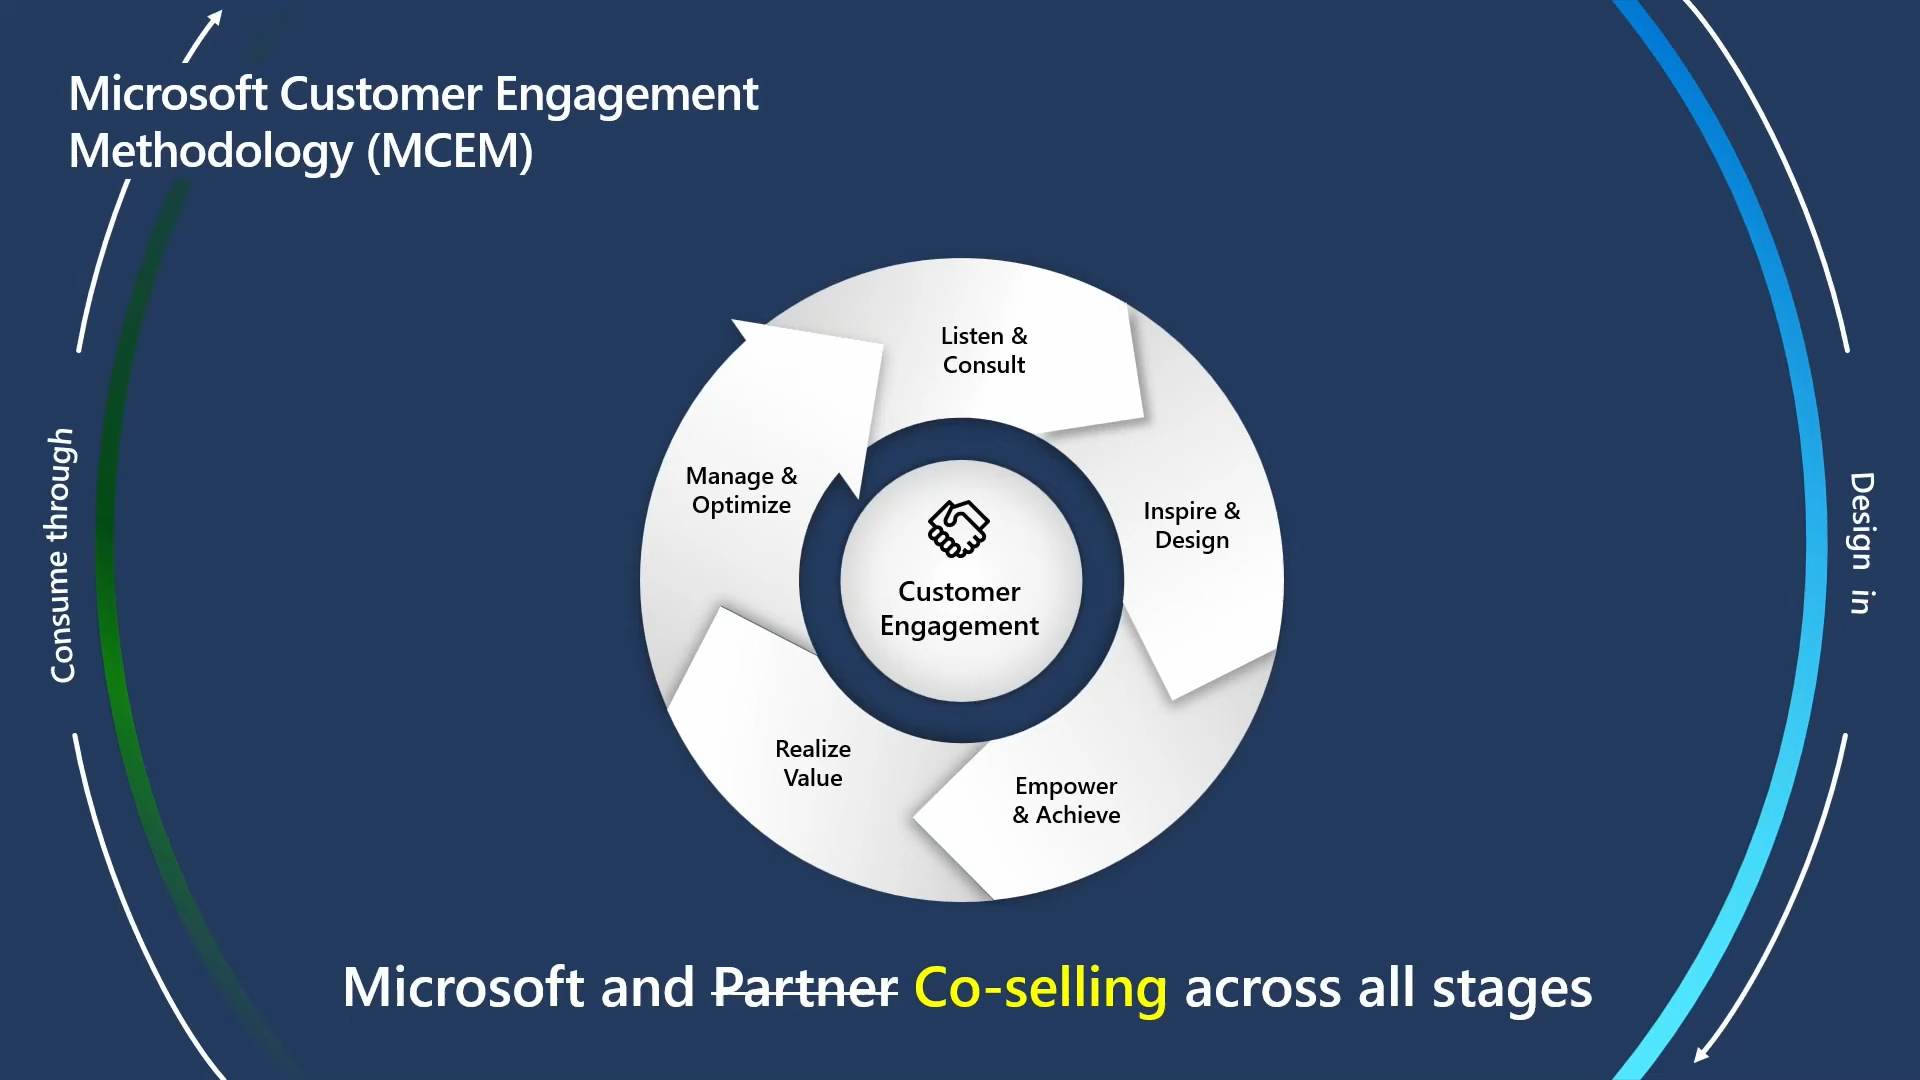 Microsoft Customer Engagement
Methodology (MCEM)
Listen &
Consult
Inspire &
Design
Empower
& Achieve
Realize
Value
Manage &
Optimize
Customer
Engagement
Consume through
Design in
Microsoft and Partner Co-selling across all stages